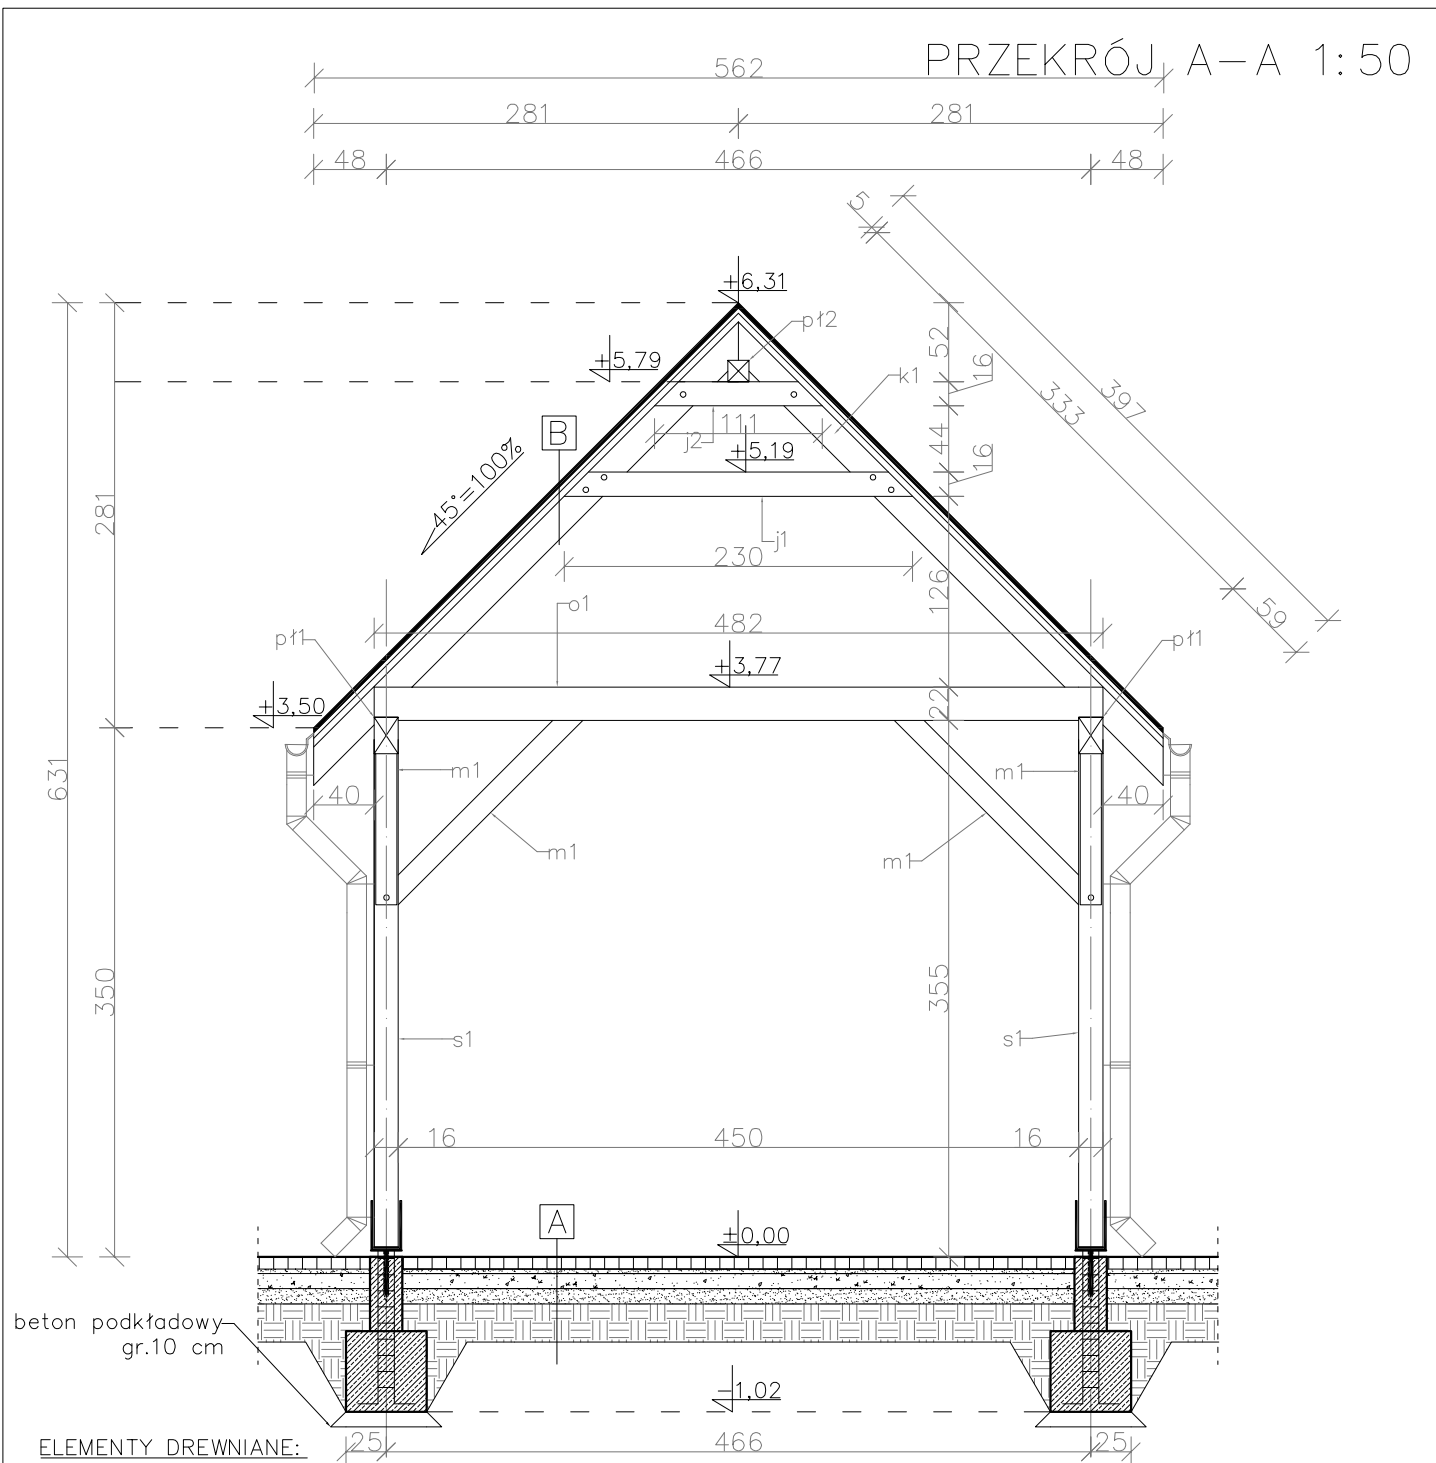 PRZEKRÓJ A-A 1:50
562
281 281
48 466 48
5
+6,31
pł2
52
+5,79
16
k1
333
397
111
B
j2
44
+5,19
16
45°=100%
281
j1
230
126
59
o1
482
pł1
pł1
+3,77
+3,50
22
631
m1
m1
40
40
m1
m1
350
355
s1
s1
16 450 16
A
±0,00
beton podkładowy
gr.10 cm
-1,02
ELEMENTY DREWNIANE:
25 466 25